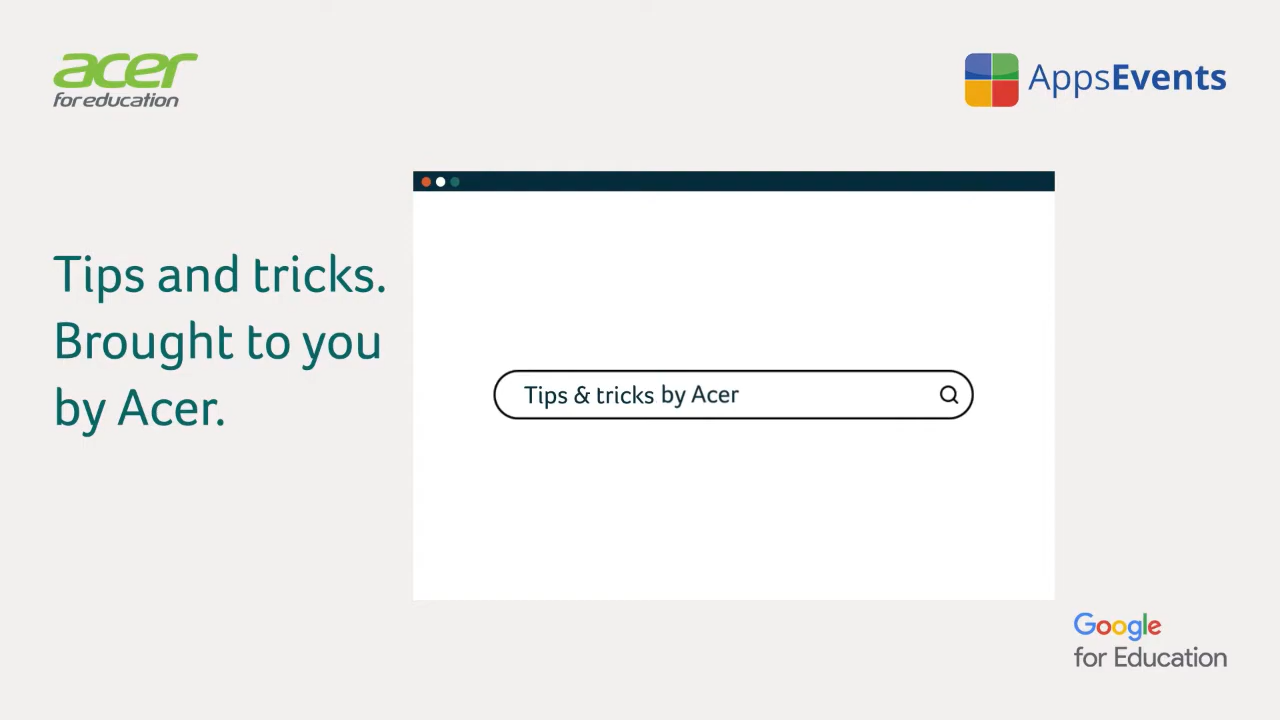 acer
for education
AppsEvents
Tips and tricks.
Brought to you
by Acer.
Tips & tricks by Acer
Google
for Education